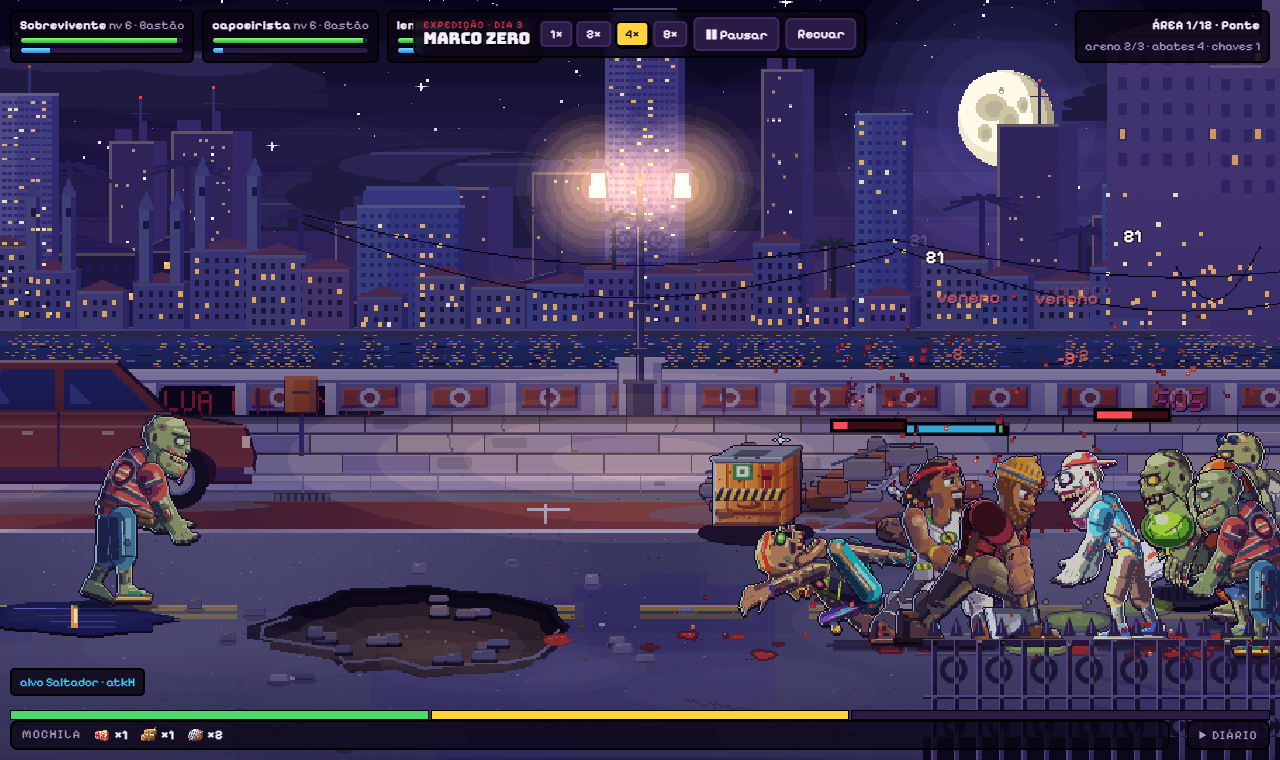 Sobrevivente nv 6 · Bastão
capoeirista nv 6 · Bastão
EXPEDIÇÃO · DIA 3
MARCO ZERO
1×
2×
4×
8×
Pausar
Recuar
ÁREA 1/18 · Ponte
arena 2/3 · abates 4 · chaves 1
81
81
81
veneno
veneno
-8
LVA
SOS
alvo Saltador · atkH
MOCHILA
×1
×1
×8
▶ DIÁRIO